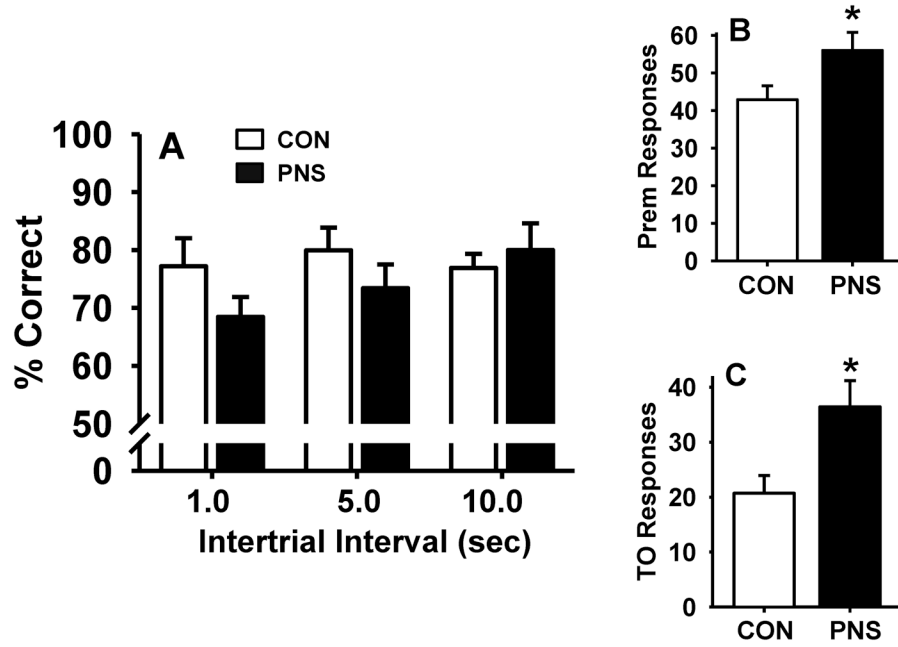 A
CON
PNS
% Correct
100
90
80
70
60
50
0
1.0 5.0 10.0
Intertrial Interval (sec)
B
*
Prem Responses
60
50
40
30
20
10
0
CON PNS
C
*
TO Responses
40
30
20
10
0
CON PNS